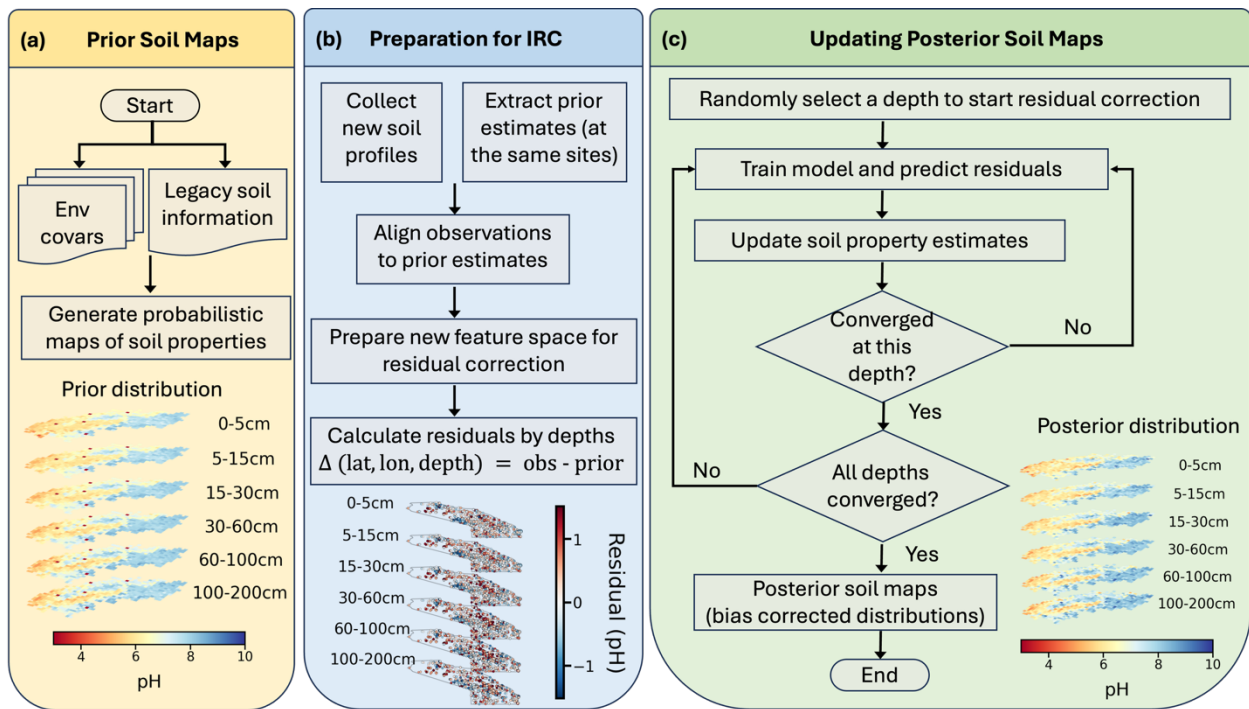 (a) Prior Soil Maps
Start
Env
covars
Legacy soil
information
Generate probabilistic
maps of soil properties
Prior distribution
0-5cm
5-15cm
15-30cm
30-60cm
60-100cm
100-200cm
4 6 8 10
pH
(b) Preparation for IRC
Collect
new soil
profiles
Extract prior
estimates (at
the same sites)
Align observations
to prior estimates
Prepare new feature space for
residual correction
Calculate residuals by depths
Δ (lat, lon, depth) = obs - prior
0-5cm
5-15cm
15-30cm
30-60cm
60-100cm
100-200cm
1
0
−1
Residual (pH)
(c) Updating Posterior Soil Maps
Randomly select a depth to start residual correction
Train model and predict residuals
Update soil property estimates
Converged
at this
depth?
No
Yes
All depths
converged?
No
Yes
Posterior soil maps
(bias corrected distributions)
End
Posterior distribution
0-5cm
5-15cm
15-30cm
30-60cm
60-100cm
100-200cm
4 6 8 10
pH